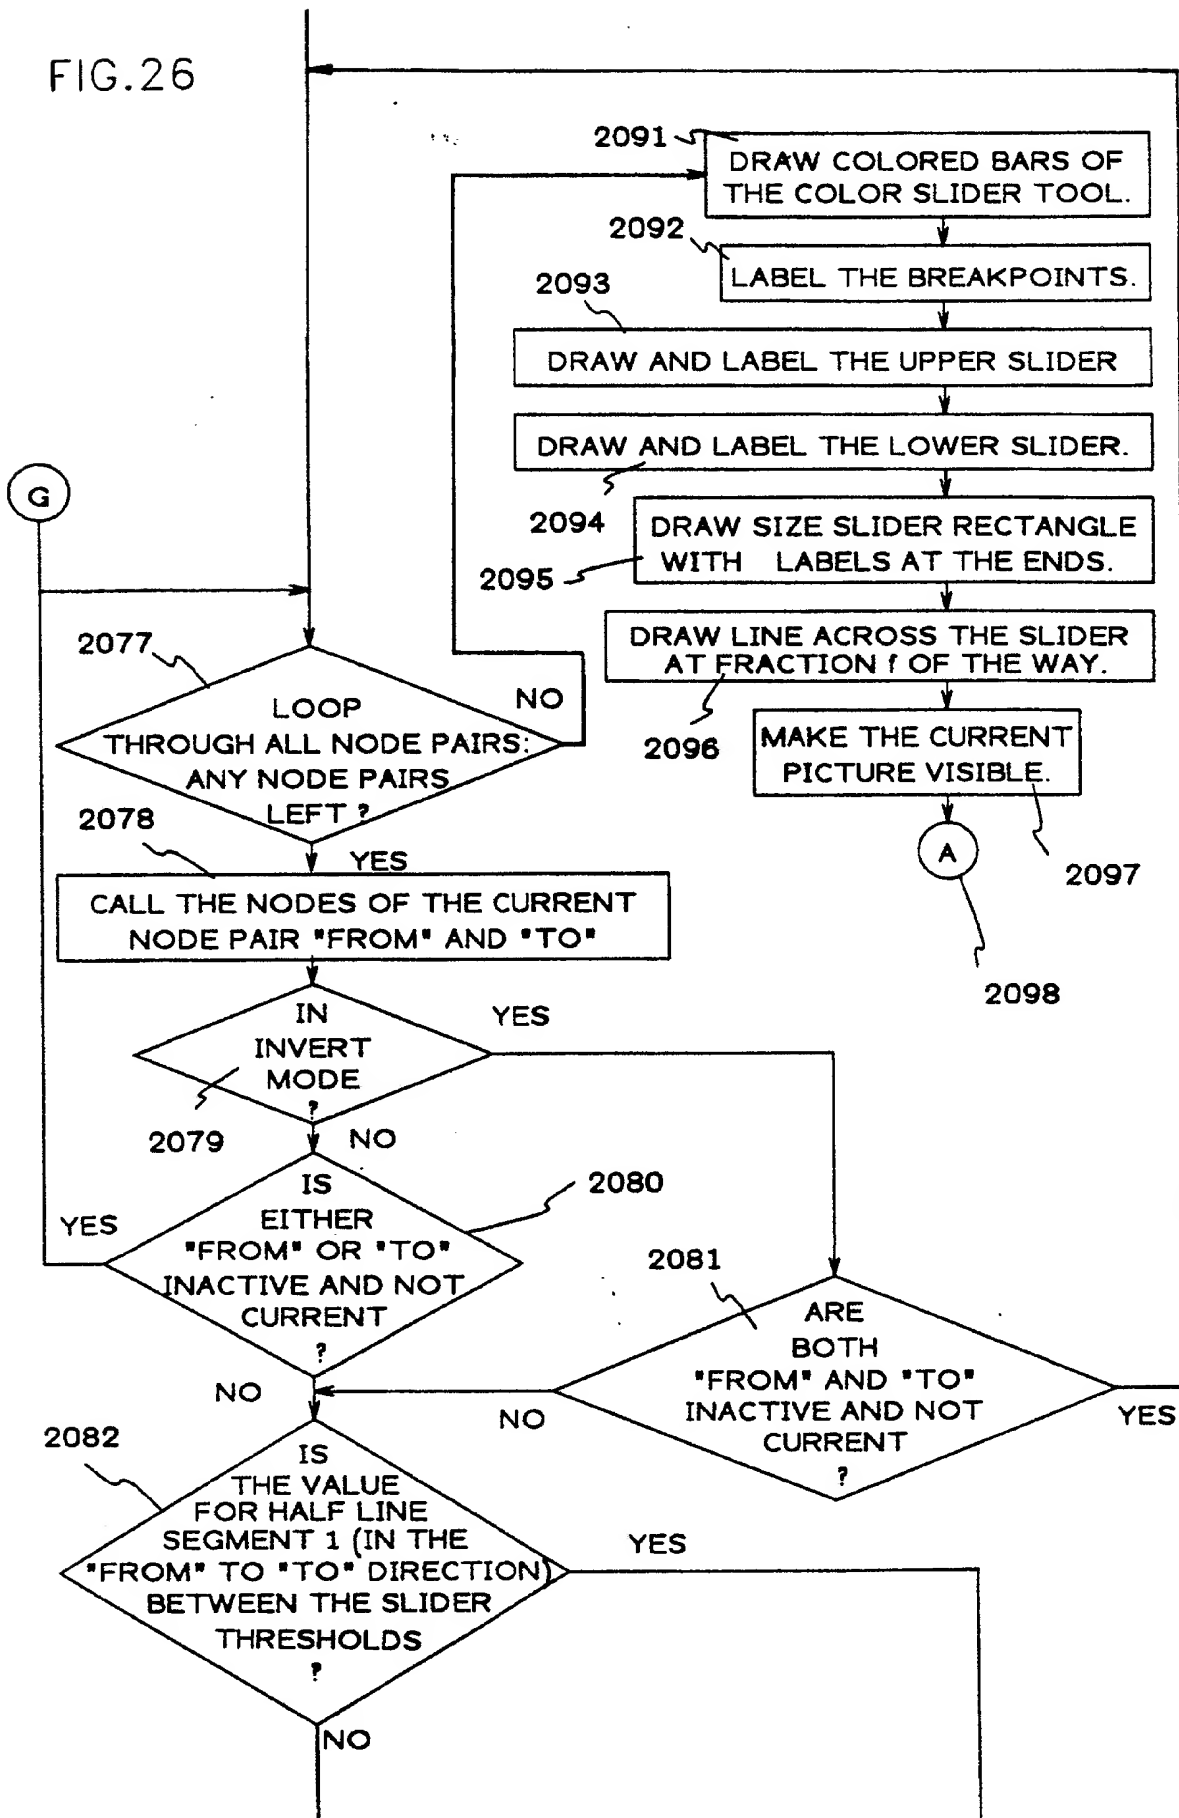 FIG.26
2091
DRAW COLORED BARS OF
THE COLOR SLIDER TOOL.
2092
LABEL THE BREAKPOINTS.
2093
DRAW AND LABEL THE UPPER SLIDER
DRAW AND LABEL THE LOWER SLIDER.
2094
DRAW SIZE SLIDER RECTANGLE
WITH LABELS AT THE ENDS.
2095
DRAW LINE ACROSS THE SLIDER
AT FRACTION f OF THE WAY.
2096
MAKE THE CURRENT
PICTURE VISIBLE.
2097
A
2098
G
2077
LOOP
THROUGH ALL NODE PAIRS:
ANY NODE PAIRS
LEFT ?
NO
2078
YES
CALL THE NODES OF THE CURRENT
NODE PAIR "FROM" AND "TO"
IN
INVERT
MODE
?
YES
2079
NO
IS
EITHER
"FROM" OR "TO"
INACTIVE AND NOT
CURRENT
?
2080
YES
NO
2081
ARE
BOTH
"FROM" AND "TO"
INACTIVE AND NOT
CURRENT
?
NO
YES
2082
IS
THE VALUE
FOR HALF LINE
SEGMENT 1 (IN THE
"FROM" TO "TO" DIRECTION)
BETWEEN THE SLIDER
THRESHOLDS
?
YES
NO